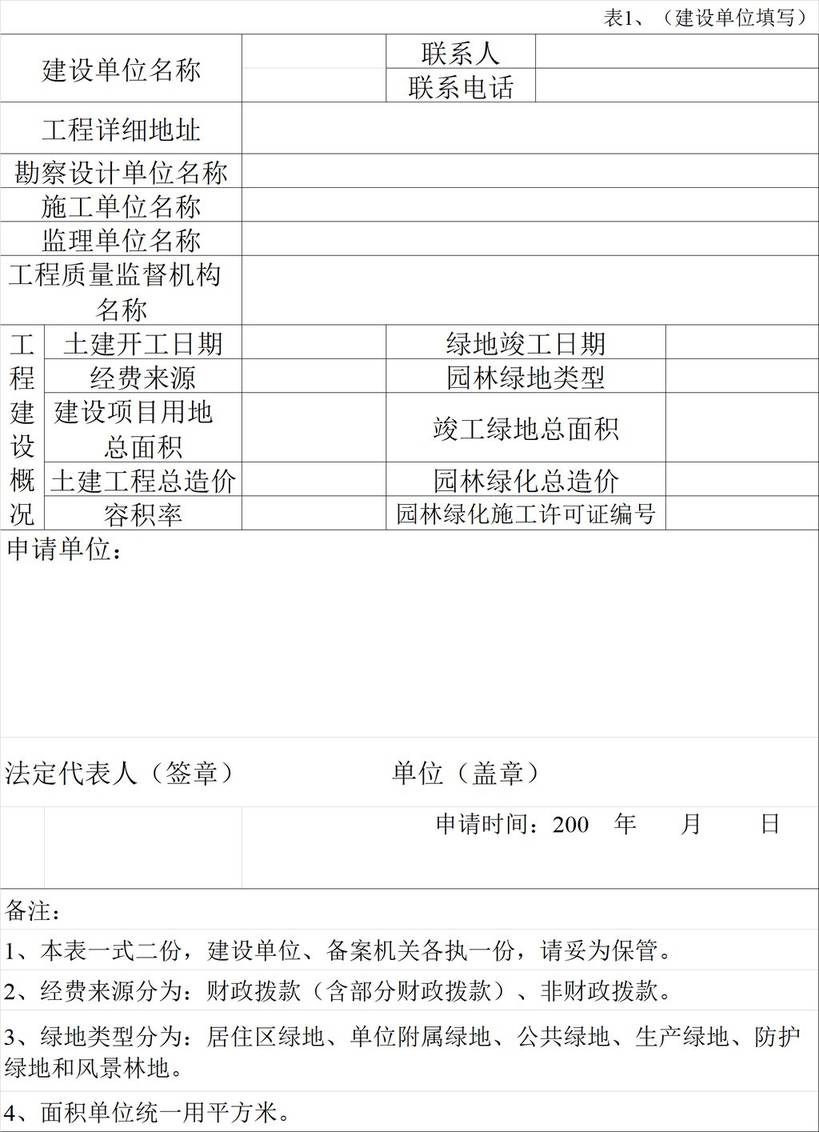 表1、（建设单位填写）
建设单位名称
联系人
联系电话
工程详细地址
勘察设计单位名称
施工单位名称
监理单位名称
工程质量监督机构
名称
工程建设概况
土建开工日期
绿地竣工日期
经费来源
园林绿地类型
建设项目用地
总面积
竣工绿地总面积
土建工程总造价
园林绿化总造价
容积率
园林绿化施工许可证编号
申请单位：
法定代表人（签章）
单位（盖章）
申请时间：200 年 月 日
备注：
1、本表一式二份，建设单位、备案机关各执一份，请妥为保管。
2、经费来源分为：财政拨款（含部分财政拨款）、非财政拨款。
3、绿地类型分为：居住区绿地、单位附属绿地、公共绿地、生产绿地、防护
绿地和风景林地。
4、面积单位统一用平方米。